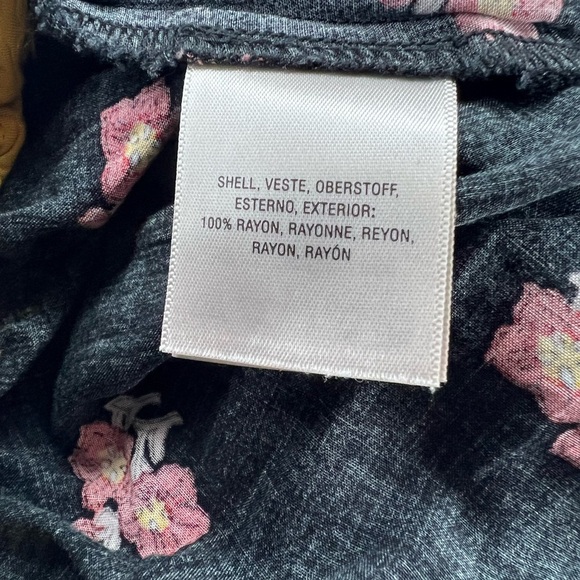 SHELL, VESTE, OBERSTOFF,
ESTERNO, EXTERIOR:
100% RAYON, RAYONNE, REYON,
RAYON, RAYÓN